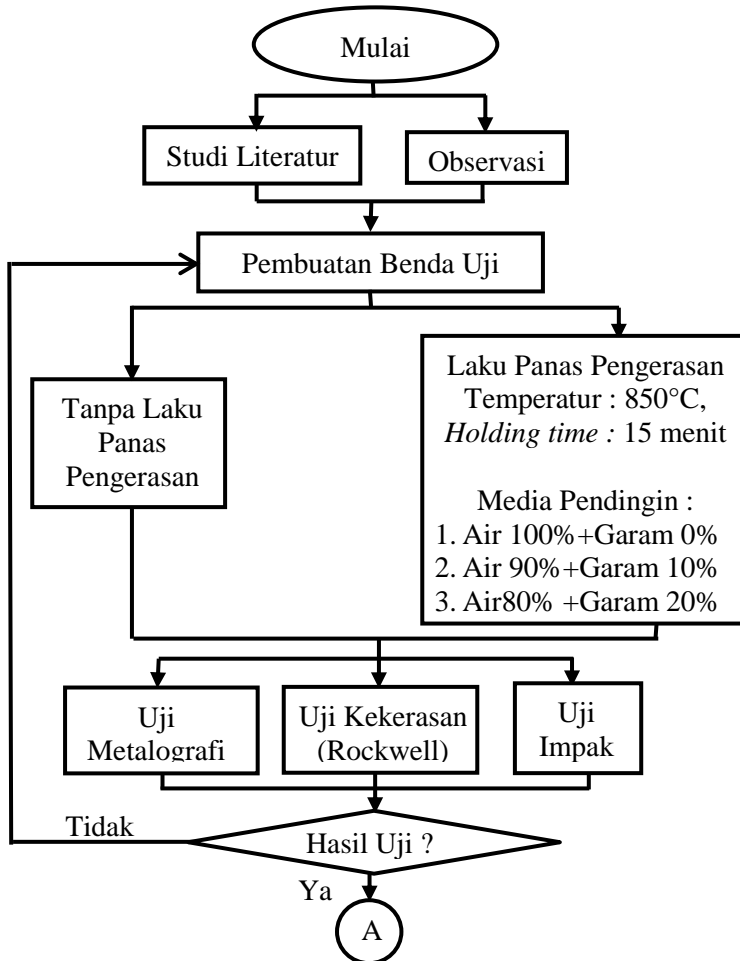 Mulai
Studi Literatur
Observasi
Pembuatan Benda Uji
Tanpa Laku
Panas
Pengerasan
Laku Panas Pengerasan
Temperatur : 850°C,
Holding time : 15 menit
Media Pendingin :
1. Air 100%+Garam 0%
2. Air 90%+Garam 10%
3. Air80% +Garam 20%
Uji
Metalografi
Uji Kekerasan
(Rockwell)
Uji
Impak
Tidak
Hasil Uji ?
Ya
A